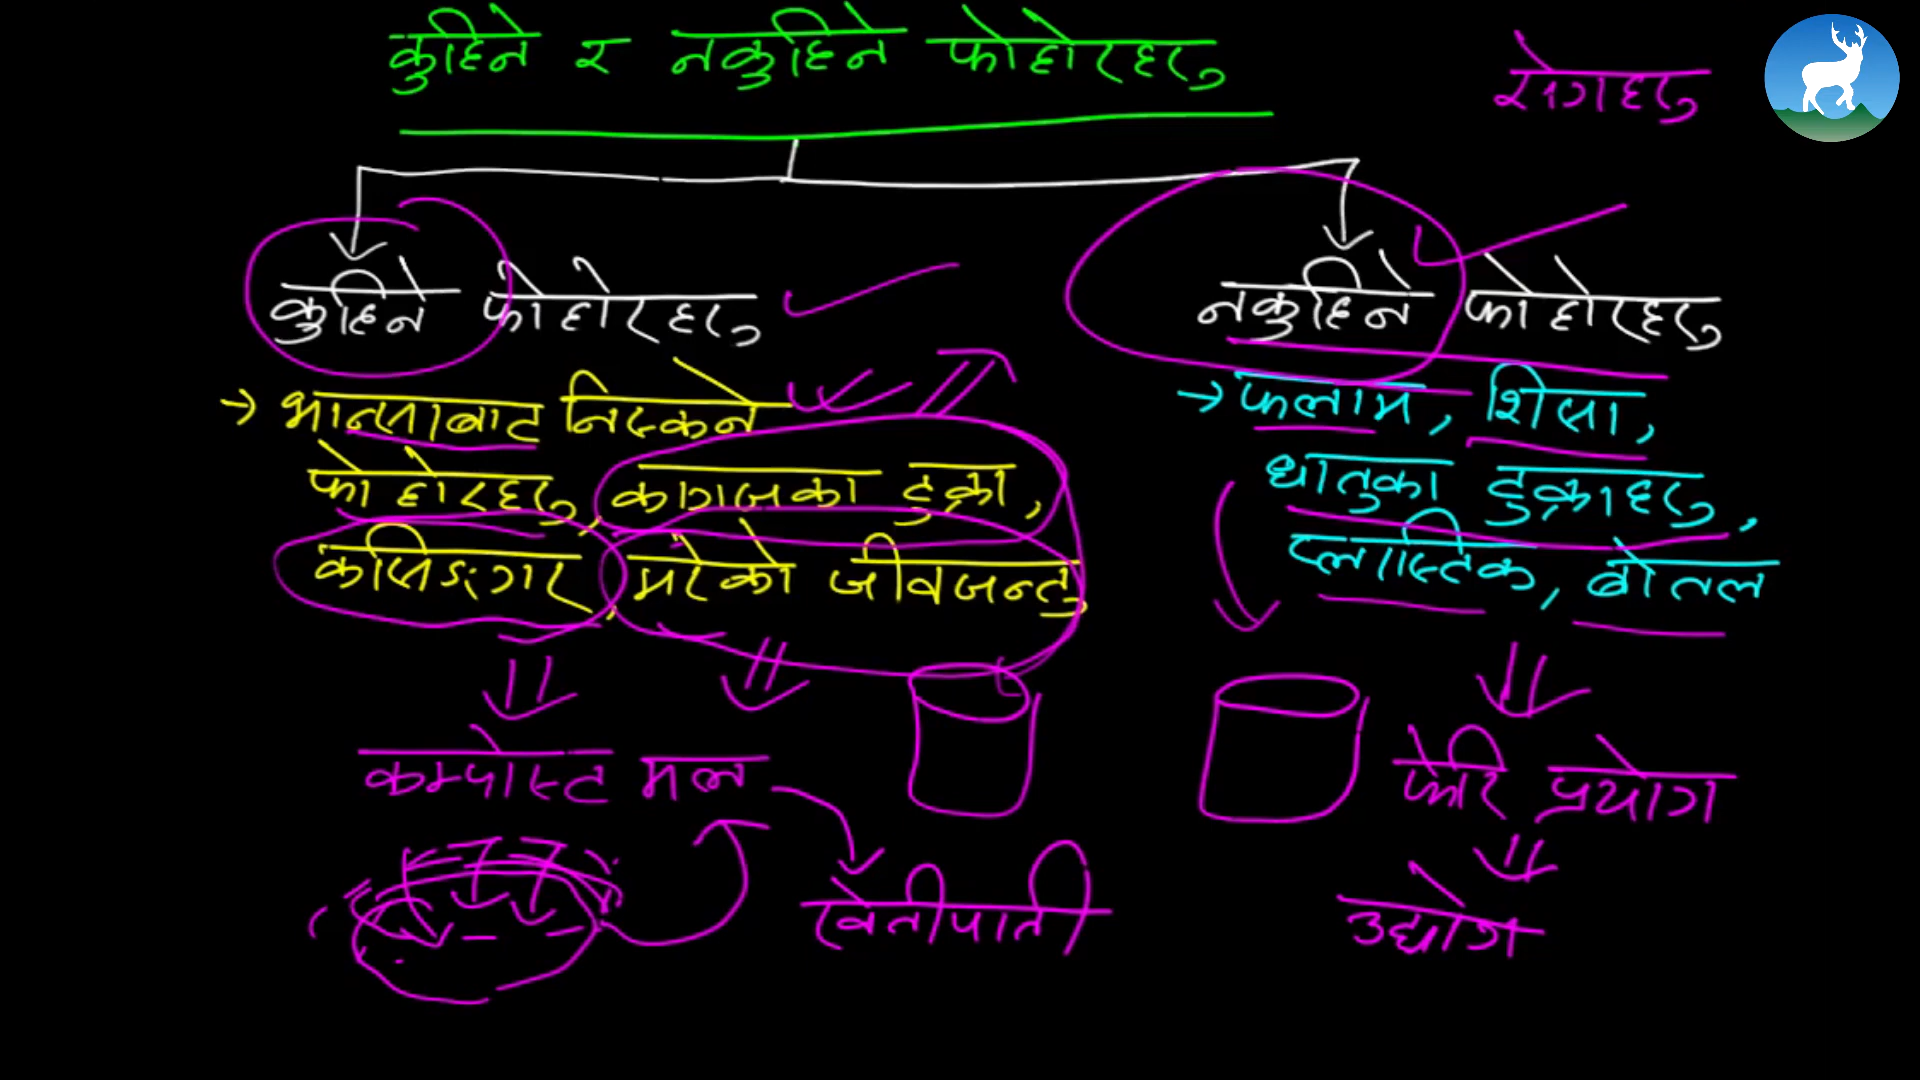 कुहिने र नकुहिने फोहोरहरु
रोगहरु
कुहिने फोहोरहरु
नकुहिने फोहोरहरु
→ भान्साबाट निस्कने
फोहोरहरु, कागजका टुक्रा,
कसिङ्गर, मरेको जीवजन्तु
→ फलाम, शिसा,
धातुका टुक्राहरु,
प्लास्तिक, बोतल
कम्पोस्ट मल
खेतीपाती
फेरि प्रयोग
उद्योग